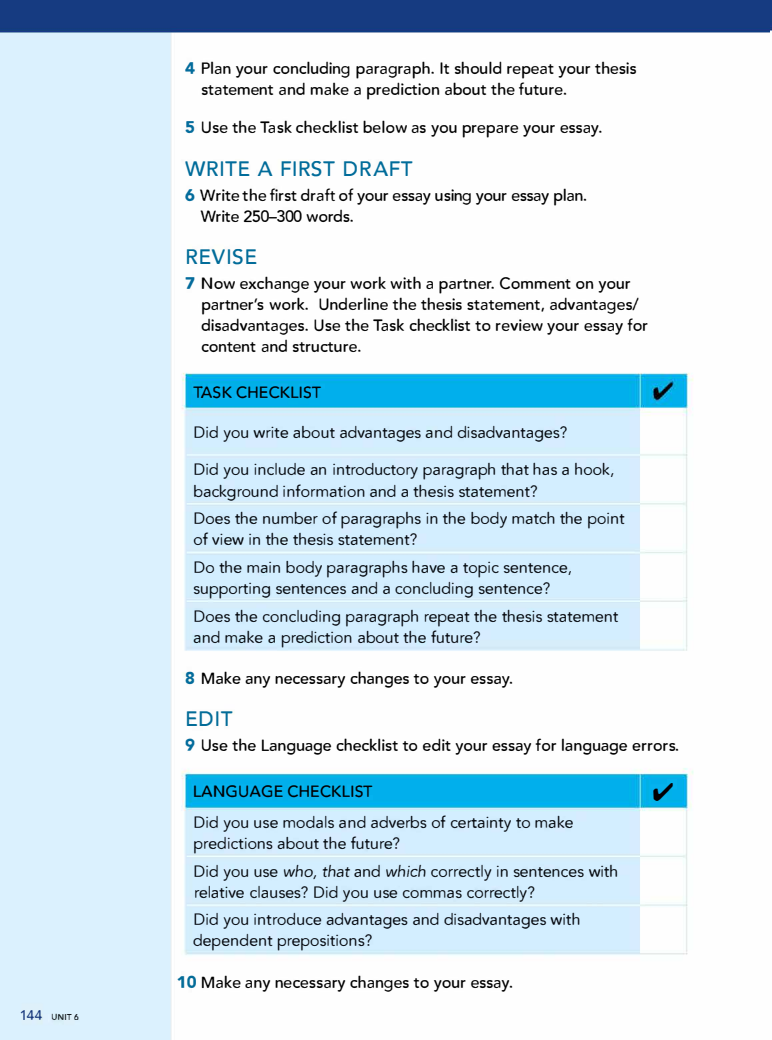 4 Plan your concluding paragraph. It should repeat your thesis
statement and make a prediction about the future.
5 Use the Task checklist below as you prepare your essay.
WRITE A FIRST DRAFT
6 Write the first draft of your essay using your essay plan.
Write 250–300 words.
REVISE
7 Now exchange your work with a partner. Comment on your
partner's work. Underline the thesis statement, advantages/
disadvantages. Use the Task checklist to review your essay for
content and structure.
TASK CHECKLIST ✔
Did you write about advantages and disadvantages?
Did you include an introductory paragraph that has a hook,
background information and a thesis statement?
Does the number of paragraphs in the body match the point
of view in the thesis statement?
Do the main body paragraphs have a topic sentence,
supporting sentences and a concluding sentence?
Does the concluding paragraph repeat the thesis statement
and make a prediction about the future?
8 Make any necessary changes to your essay.
EDIT
9 Use the Language checklist to edit your essay for language errors.
LANGUAGE CHECKLIST ✔
Did you use modals and adverbs of certainty to make
predictions about the future?
Did you use who, that and which correctly in sentences with
relative clauses? Did you use commas correctly?
Did you introduce advantages and disadvantages with
dependent prepositions?
10 Make any necessary changes to your essay.
144 UNIT 6